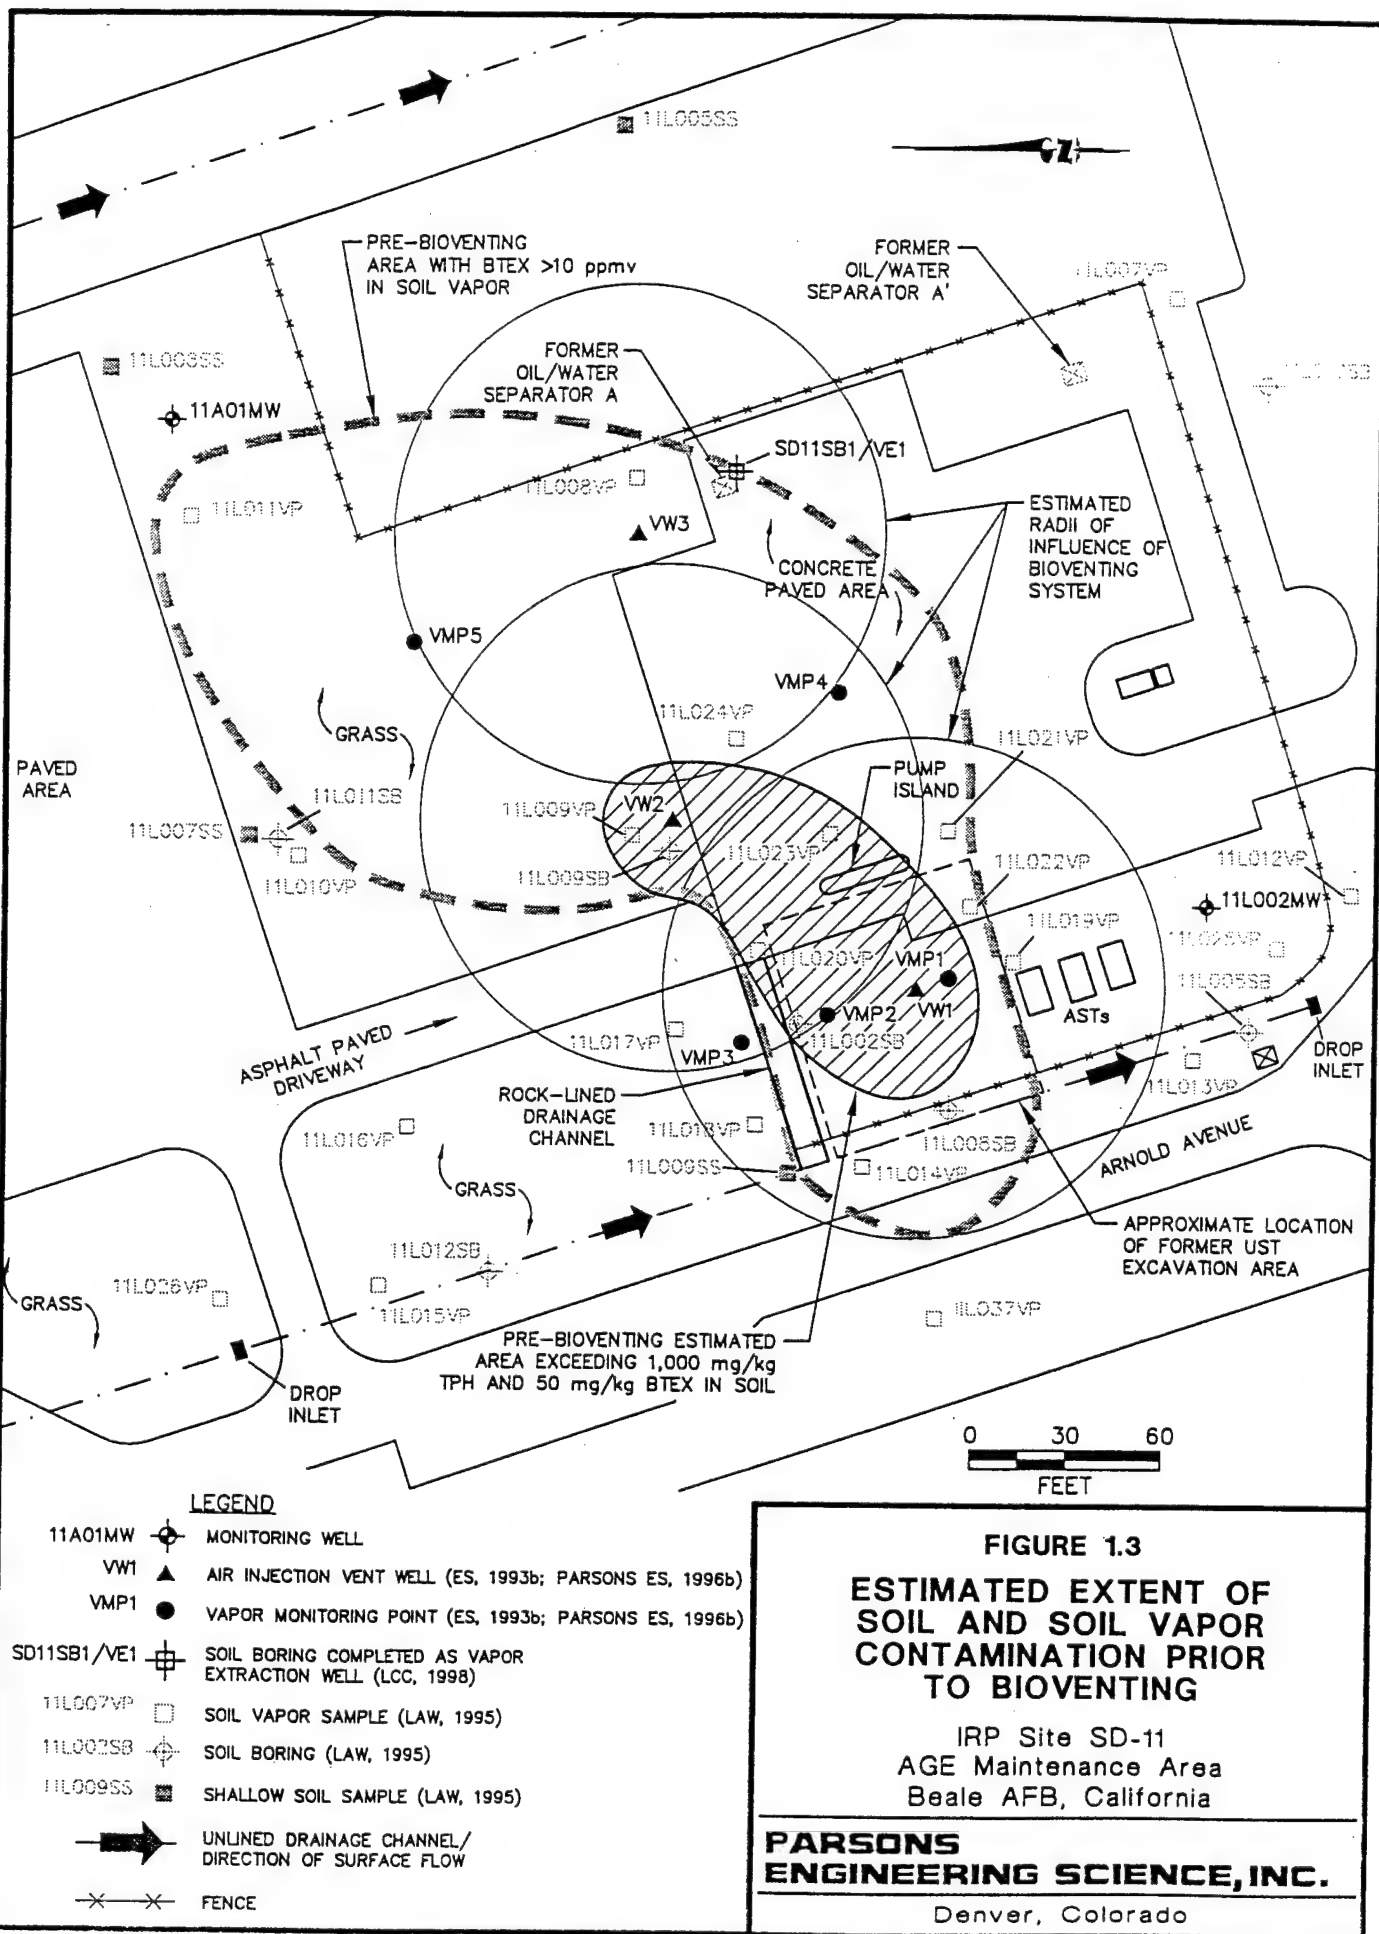 11L005SS
N
PRE-BIOVENTING
AREA WITH BTEX >10 ppmv
IN SOIL VAPOR
FORMER
OIL/WATER
SEPARATOR A'
11L007VP
11L008SS
FORMER
OIL/WATER
SEPARATOR A
11A01MW
SD11SB1/VE1
11L008VP
11L011VP
VW3
ESTIMATED
RADII OF
INFLUENCE OF
BIOVENTING
SYSTEM
CONCRETE
PAVED AREA
VMP5
VMP4
11L024VP
GRASS
11L021VP
PUMP
ISLAND
PAVED
AREA
11L011SB
11L007SS
11L009VP
VW2
11L023VP
11L010VP
11L009SB
11L022VP
11L012VP
11L002MW
11L019VP
11L020VP
VMP1
11L005SB
VW1
ASTs
VMP2
11L002SB
11L017VP
VMP3
ASPHALT PAVED
DRIVEWAY
DROP
INLET
11L013VP
ROCK-LINED
DRAINAGE
CHANNEL
11L016VP
11L018VP
11L008SB
11L009SS
11L014VP
ARNOLD AVENUE
GRASS
APPROXIMATE LOCATION
OF FORMER UST
EXCAVATION AREA
11L012SB
11L015VP
GRASS
PRE-BIOVENTING ESTIMATED
AREA EXCEEDING 1,000 mg/kg
TPH AND 50 mg/kg BTEX IN SOIL
11L037VP
DROP
INLET
0 30 60
FEET
LEGEND
11A01MW MONITORING WELL
VW1 AIR INJECTION VENT WELL (ES, 1993b; PARSONS ES, 1996b)
VMP1 VAPOR MONITORING POINT (ES, 1993b; PARSONS ES, 1996b)
SD11SB1/VE1 SOIL BORING COMPLETED AS VAPOR
EXTRACTION WELL (LCC, 1998)
11L007VP SOIL VAPOR SAMPLE (LAW, 1995)
11L002SB SOIL BORING (LAW, 1995)
11L009SS SHALLOW SOIL SAMPLE (LAW, 1995)
UNLINED DRAINAGE CHANNEL/
DIRECTION OF SURFACE FLOW
FENCE
FIGURE 1.3
ESTIMATED EXTENT OF
SOIL AND SOIL VAPOR
CONTAMINATION PRIOR
TO BIOVENTING
IRP Site SD-11
AGE Maintenance Area
Beale AFB, California
PARSONS
ENGINEERING SCIENCE, INC.
Denver, Colorado